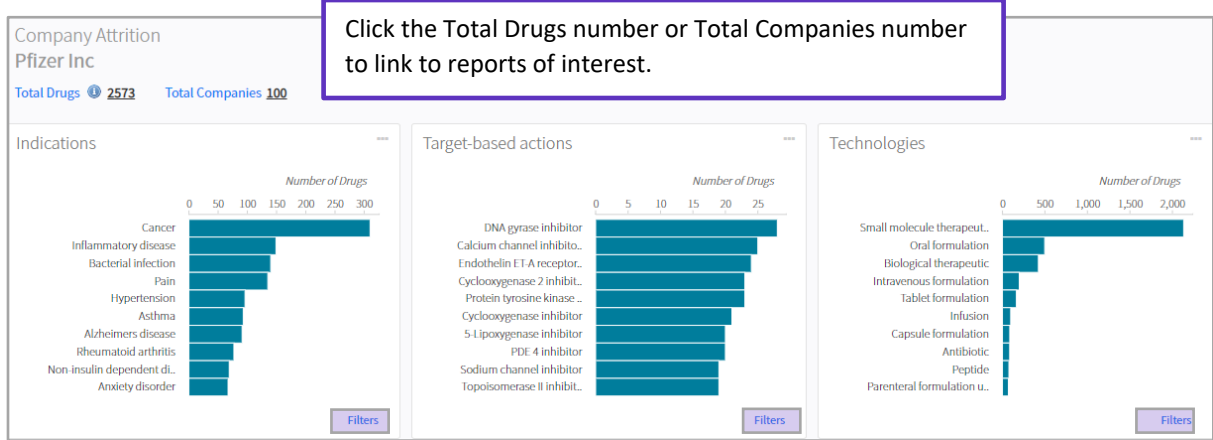 Company Attrition
Pfizer Inc
Total Drugs i 2573 Total Companies 100
Click the Total Drugs number or Total Companies number
to link to reports of interest.
Indications
Number of Drugs
0 50 100 150 200 250 300
Cancer
Inflammatory disease
Bacterial infection
Pain
Hypertension
Asthma
Alzheimers disease
Rheumatoid arthritis
Non-insulin dependent di..
Anxiety disorder
Filters
Target-based actions
Number of Drugs
0 5 10 15 20 25
DNA gyrase inhibitor
Calcium channel inhibito..
Endothelin ET-A receptor..
Cyclooxygenase 2 inhibit..
Protein tyrosine kinase ..
Cyclooxygenase inhibitor
5-Lipoxygenase inhibitor
PDE 4 inhibitor
Sodium channel inhibitor
Topoisomerase II inhibit..
Filters
Technologies
Number of Drugs
0 500 1,000 1,500 2,000
Small molecule therapeut..
Oral formulation
Biological therapeutic
Intravenous formulation
Tablet formulation
Infusion
Capsule formulation
Antibiotic
Peptide
Parenteral formulation u..
Filters